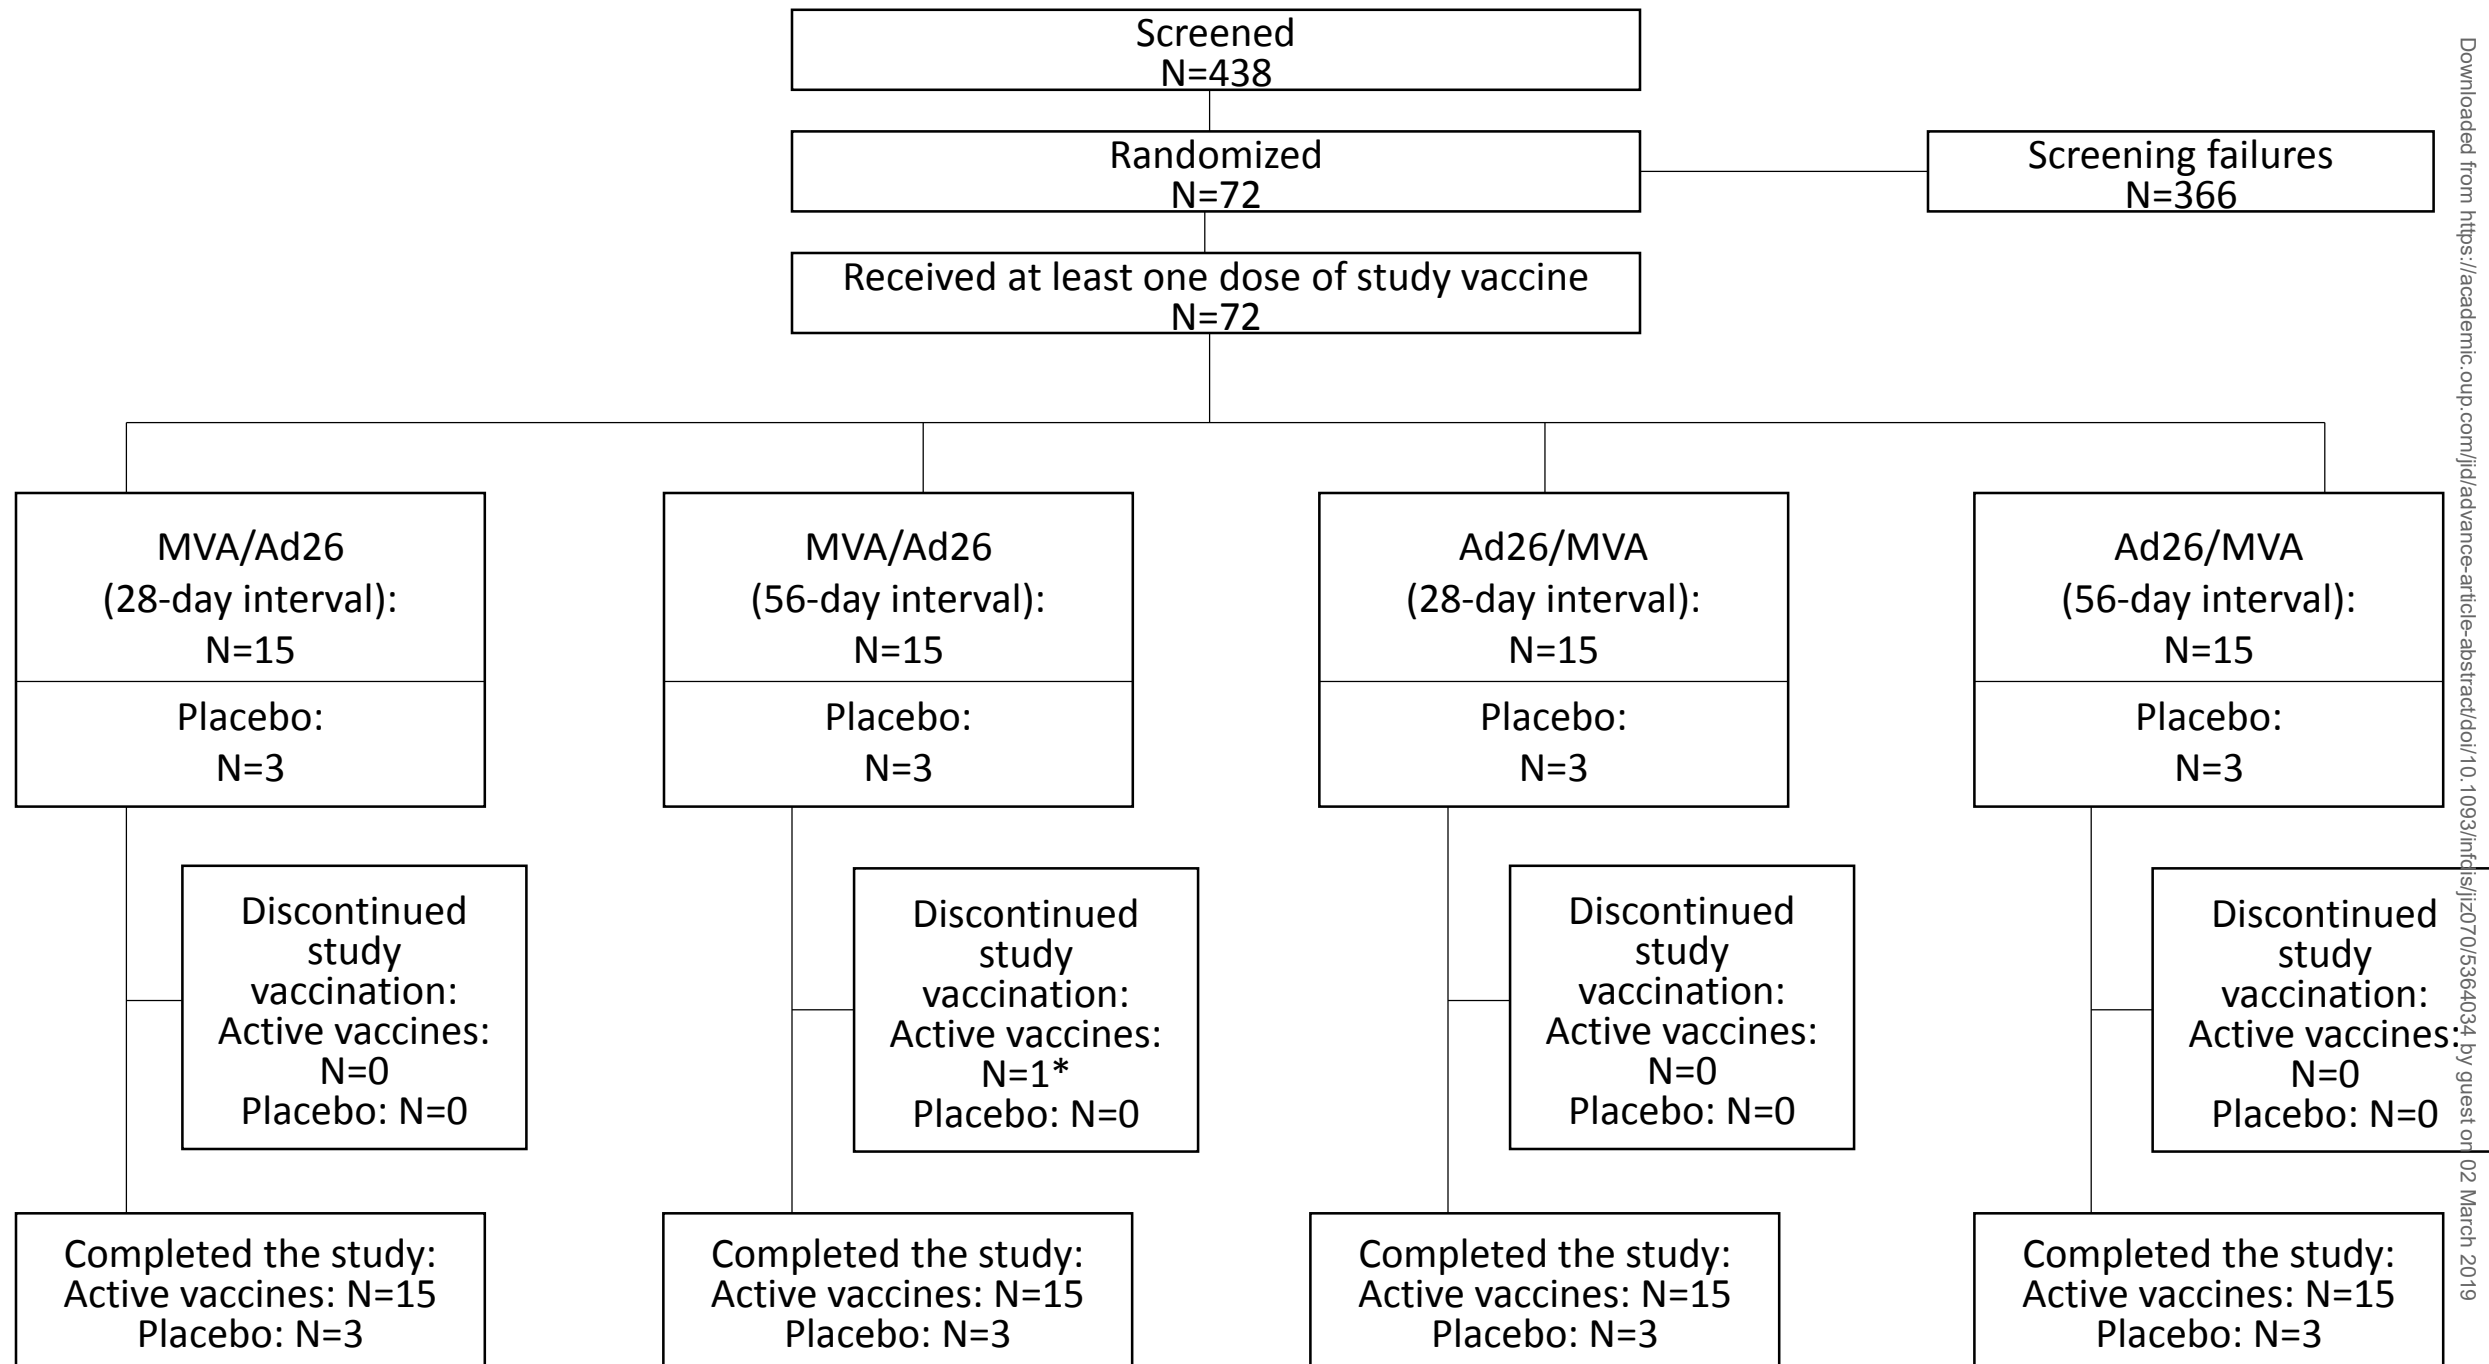 Screened
N=438
Randomized
N=72
Screening failures
N=366
Received at least one dose of study vaccine
N=72
MVA/Ad26
(28-day interval):
N=15
Placebo:
N=3
MVA/Ad26
(56-day interval):
N=15
Placebo:
N=3
Ad26/MVA
(28-day interval):
N=15
Placebo:
N=3
Ad26/MVA
(56-day interval):
N=15
Placebo:
N=3
Discontinued
study
vaccination:
Active vaccines:
N=0
Placebo: N=0
Discontinued
study
vaccination:
Active vaccines:
N=1*
Placebo: N=0
Discontinued
study
vaccination:
Active vaccines:
N=0
Placebo: N=0
Discontinued
study
vaccination:
Active vaccines:
N=0
Placebo: N=0
Completed the study:
Active vaccines: N=15
Placebo: N=3
Completed the study:
Active vaccines: N=15
Placebo: N=3
Completed the study:
Active vaccines: N=15
Placebo: N=3
Completed the study:
Active vaccines: N=15
Placebo: N=3
Downloaded from https://academic.oup.com/jid/advance-article-abstract/doi/10.1093/infdis/jiz070/5364034 by guest on 02 March 2019